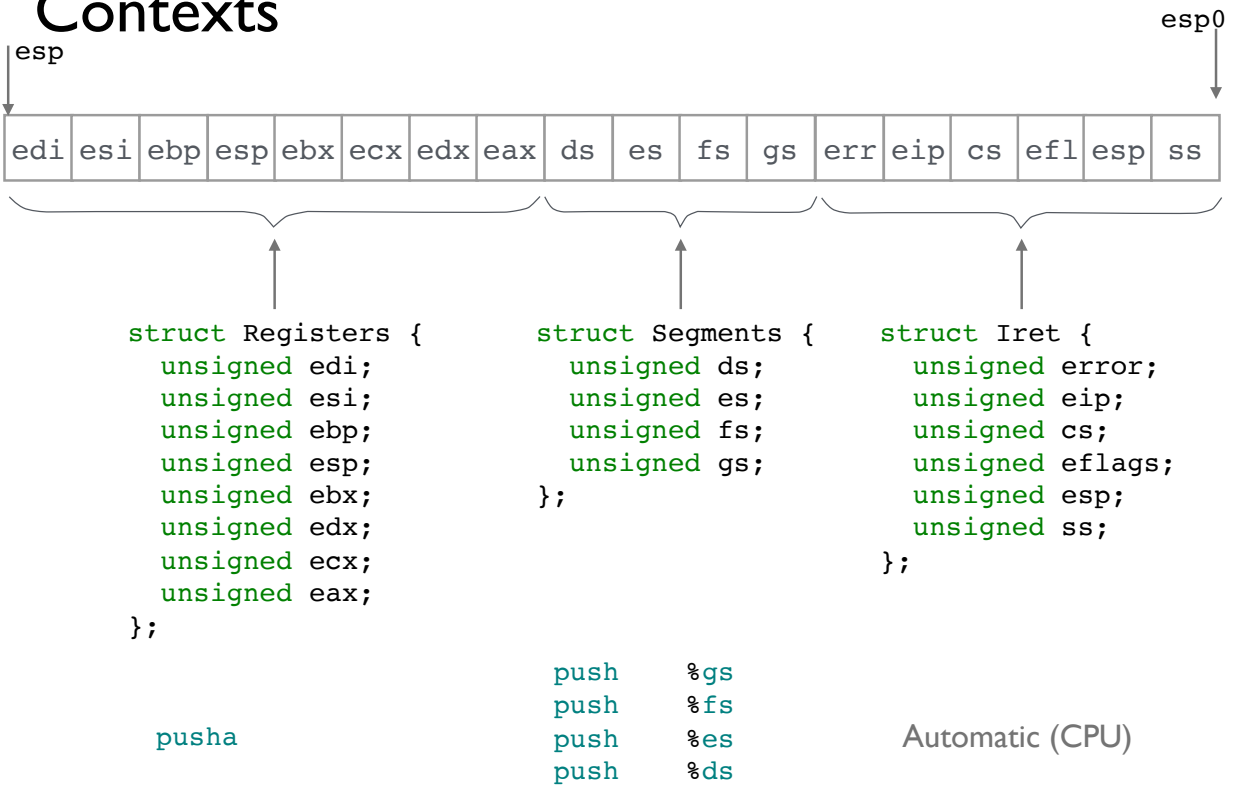 Contexts
esp0
esp
edi esi ebp esp ebx ecx edx eax ds es fs gs err eip cs efl esp ss
struct Registers {
unsigned edi;
unsigned esi;
unsigned ebp;
unsigned esp;
unsigned ebx;
unsigned edx;
unsigned ecx;
unsigned eax;
};
struct Segments {
unsigned ds;
unsigned es;
unsigned fs;
unsigned gs;
};
struct Iret {
unsigned error;
unsigned eip;
unsigned cs;
unsigned eflags;
unsigned esp;
unsigned ss;
};
pusha
push %gs
push %fs
push %es
push %ds
Automatic (CPU)